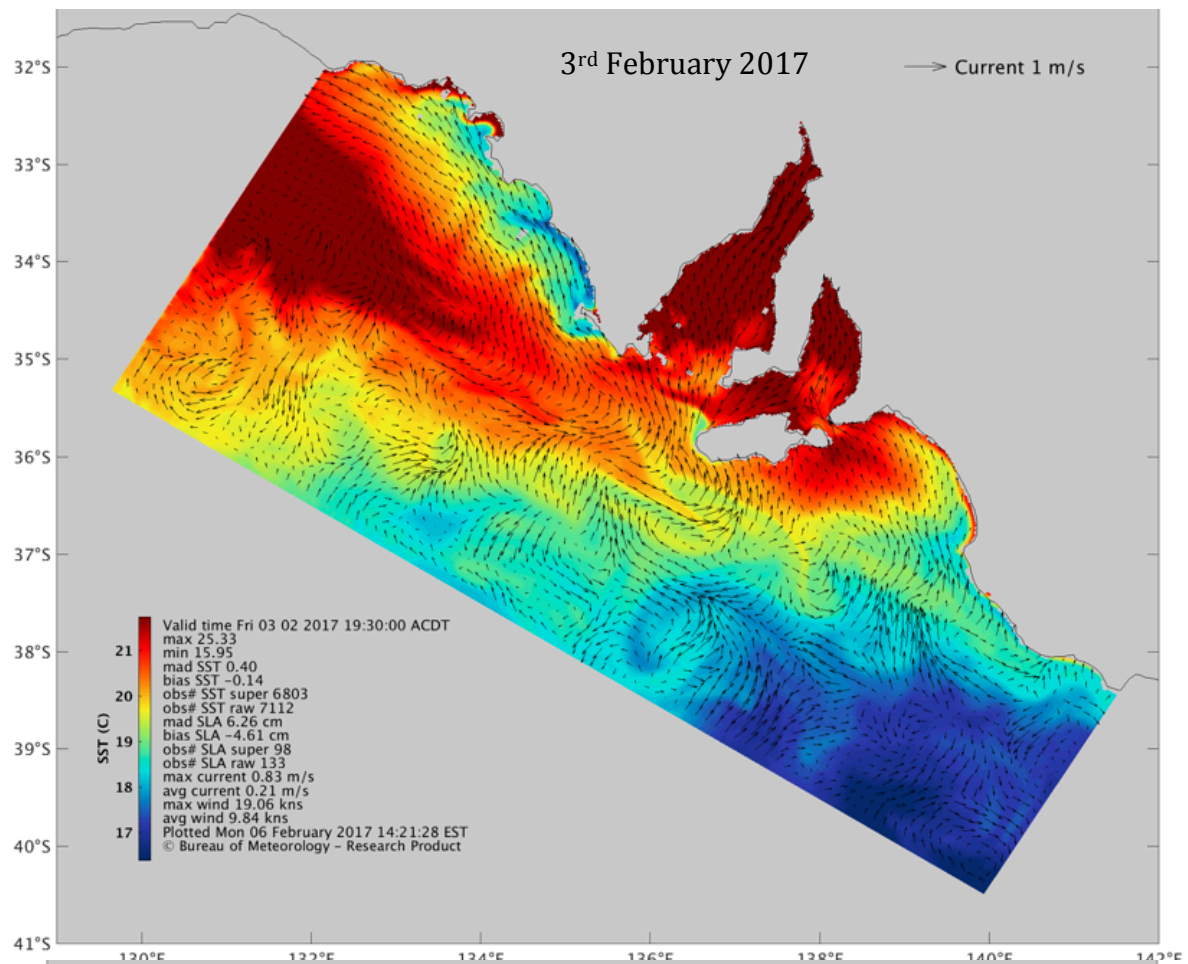 3rd February 2017
Current 1 m/s
32°S
33°S
34°S
35°S
36°S
37°S
38°S
39°S
40°S
41°S
SST (C)
21
20
19
18
17
Valid time Fri 03 02 2017 19:30:00 ACDT
max 25.33
min 15.95
mad SST 0.40
bias SST -0.14
obs# SST super 6803
obs# SST raw 7112
mad SLA 6.26 cm
bias SLA -4.61 cm
obs# SLA super 98
obs# SLA raw 133
max current 0.83 m/s
avg current 0.21 m/s
max wind 19.06 kns
avg wind 9.84 kns
Plotted Mon 06 February 2017 14:21:28 EST
© Bureau of Meteorology - Research Product
130°E 132°E 134°E 136°E 138°E 140°E 142°E